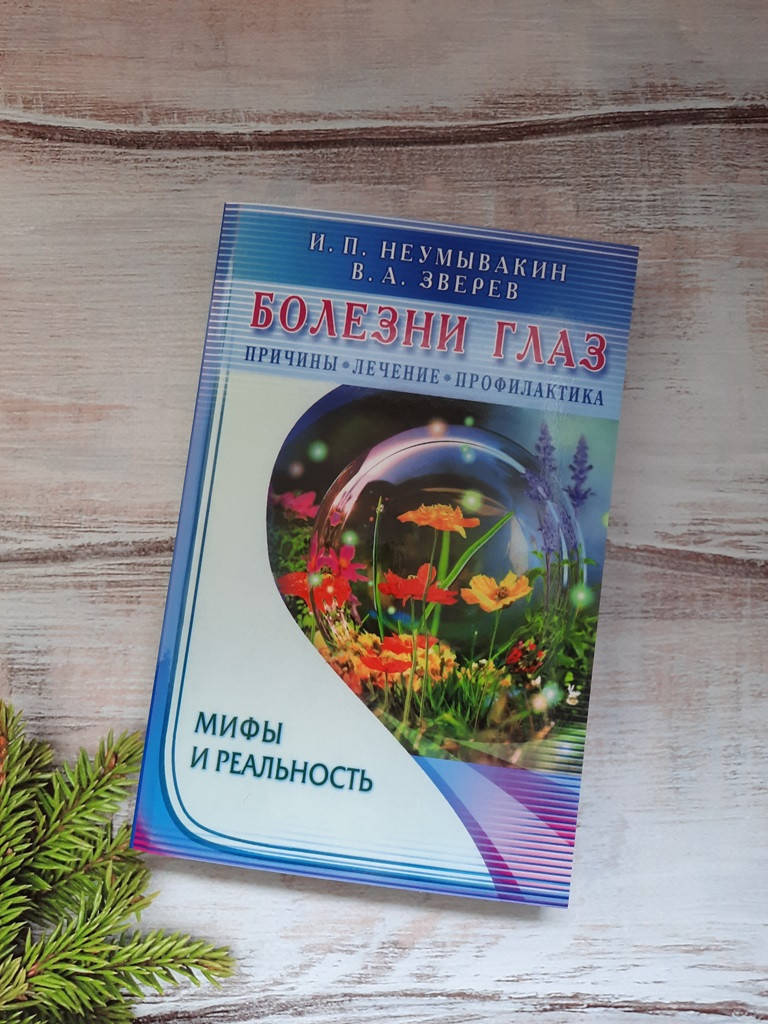 И. П. НЕУМЫВАКИН
В. А. ЗВЕРЕВ
БОЛЕЗНИ ГЛАЗ
ПРИЧИНЫ • ЛЕЧЕНИЕ • ПРОФИЛАКТИКА
МИФЫ
И РЕАЛЬНОСТЬ